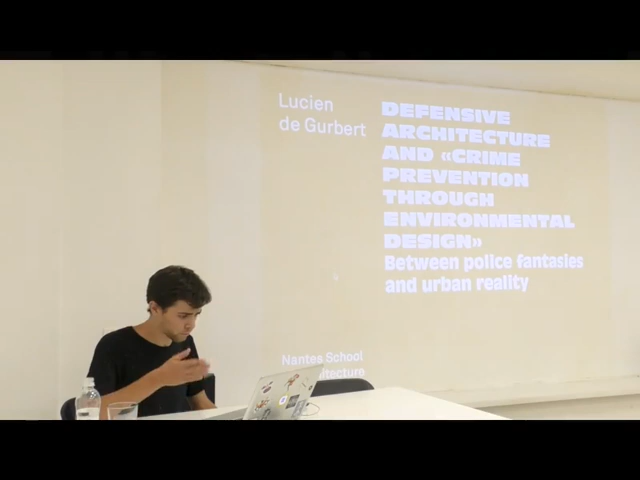 Lucien
de Gurbert
DEFENSIVE
ARCHITECTURE
AND «CRIME
PREVENTION
THROUGH
ENVIRONMENTAL
DESIGN»
Between police fantasies
and urban reality
Nantes School